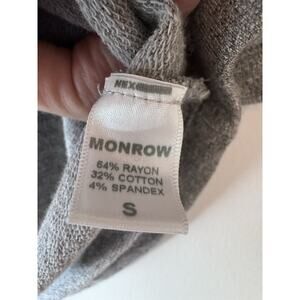 MONROW
64% RAYON
32% COTTON
4% SPANDEX
S